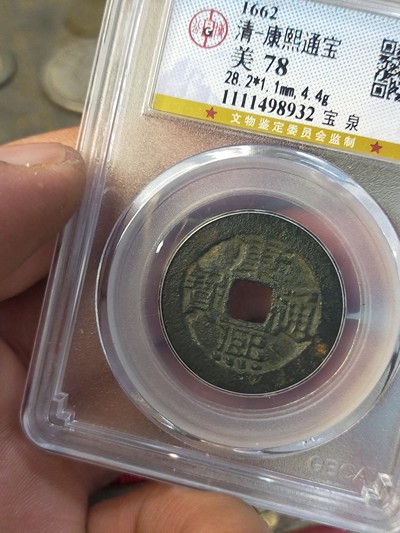 1662
清-康熙通宝
美 78
28.2*1.1mm,4.4g
1111498932 宝 泉
★ 文物鉴定委员会监制 ★
康熙通寶